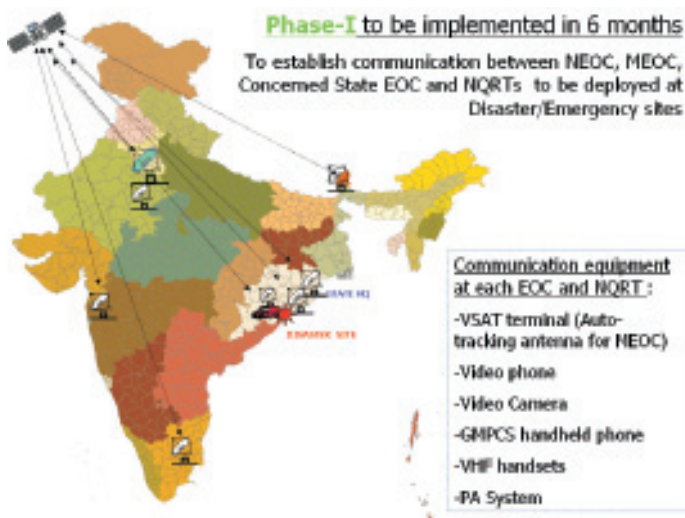 Phase-I to be implemented in 6 months
To establish communication between NEOC, MEOC,
Concerned State EOC and NQRTs to be deployed at
Disaster/Emergency sites
STATE HQ
DISASTER SITE
Communication equipment
at each EOC and NQRT :
-VSAT terminal (Auto-
tracking antenna for MEOC)
-Video phone
-Video Camera
-GMPCS handheld phone
-VHF handsets
-PA System